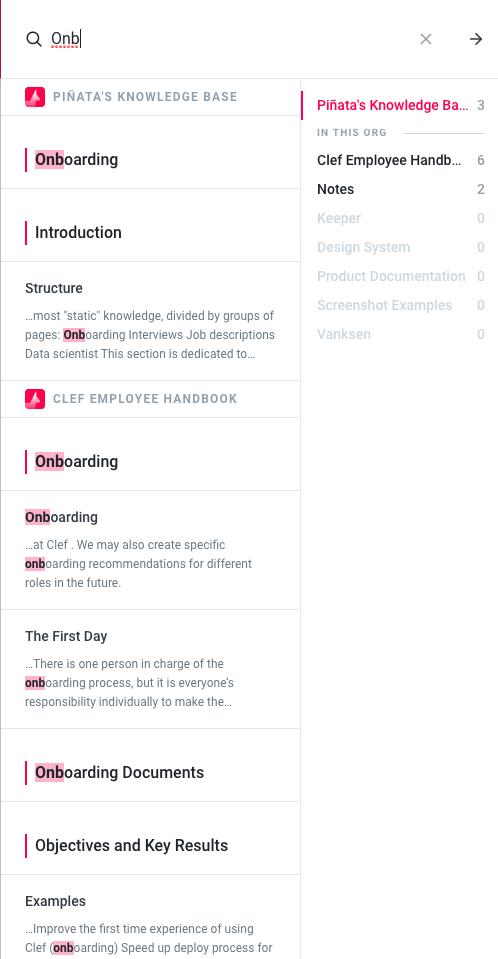 Onb
PIÑATA'S KNOWLEDGE BASE
Onboarding
Introduction
Structure
…most "static" knowledge, divided by groups of
pages: Onboarding Interviews Job descriptions
Data scientist This section is dedicated to…
CLEF EMPLOYEE HANDBOOK
Onboarding
Onboarding
…at Clef . We may also create specific
onboarding recommendations for different
roles in the future.
The First Day
…There is one person in charge of the
onboarding process, but it is everyone’s
responsibility individually to make the…
Onboarding Documents
Objectives and Key Results
Examples
…Improve the first time experience of using
Clef (onboarding) Speed up deploy process for
Piñata's Knowledge Ba… 3
IN THIS ORG
Clef Employee Handb… 6
Notes 2
Keeper 0
Design System 0
Product Documentation 0
Screenshot Examples 0
Vanksen 0